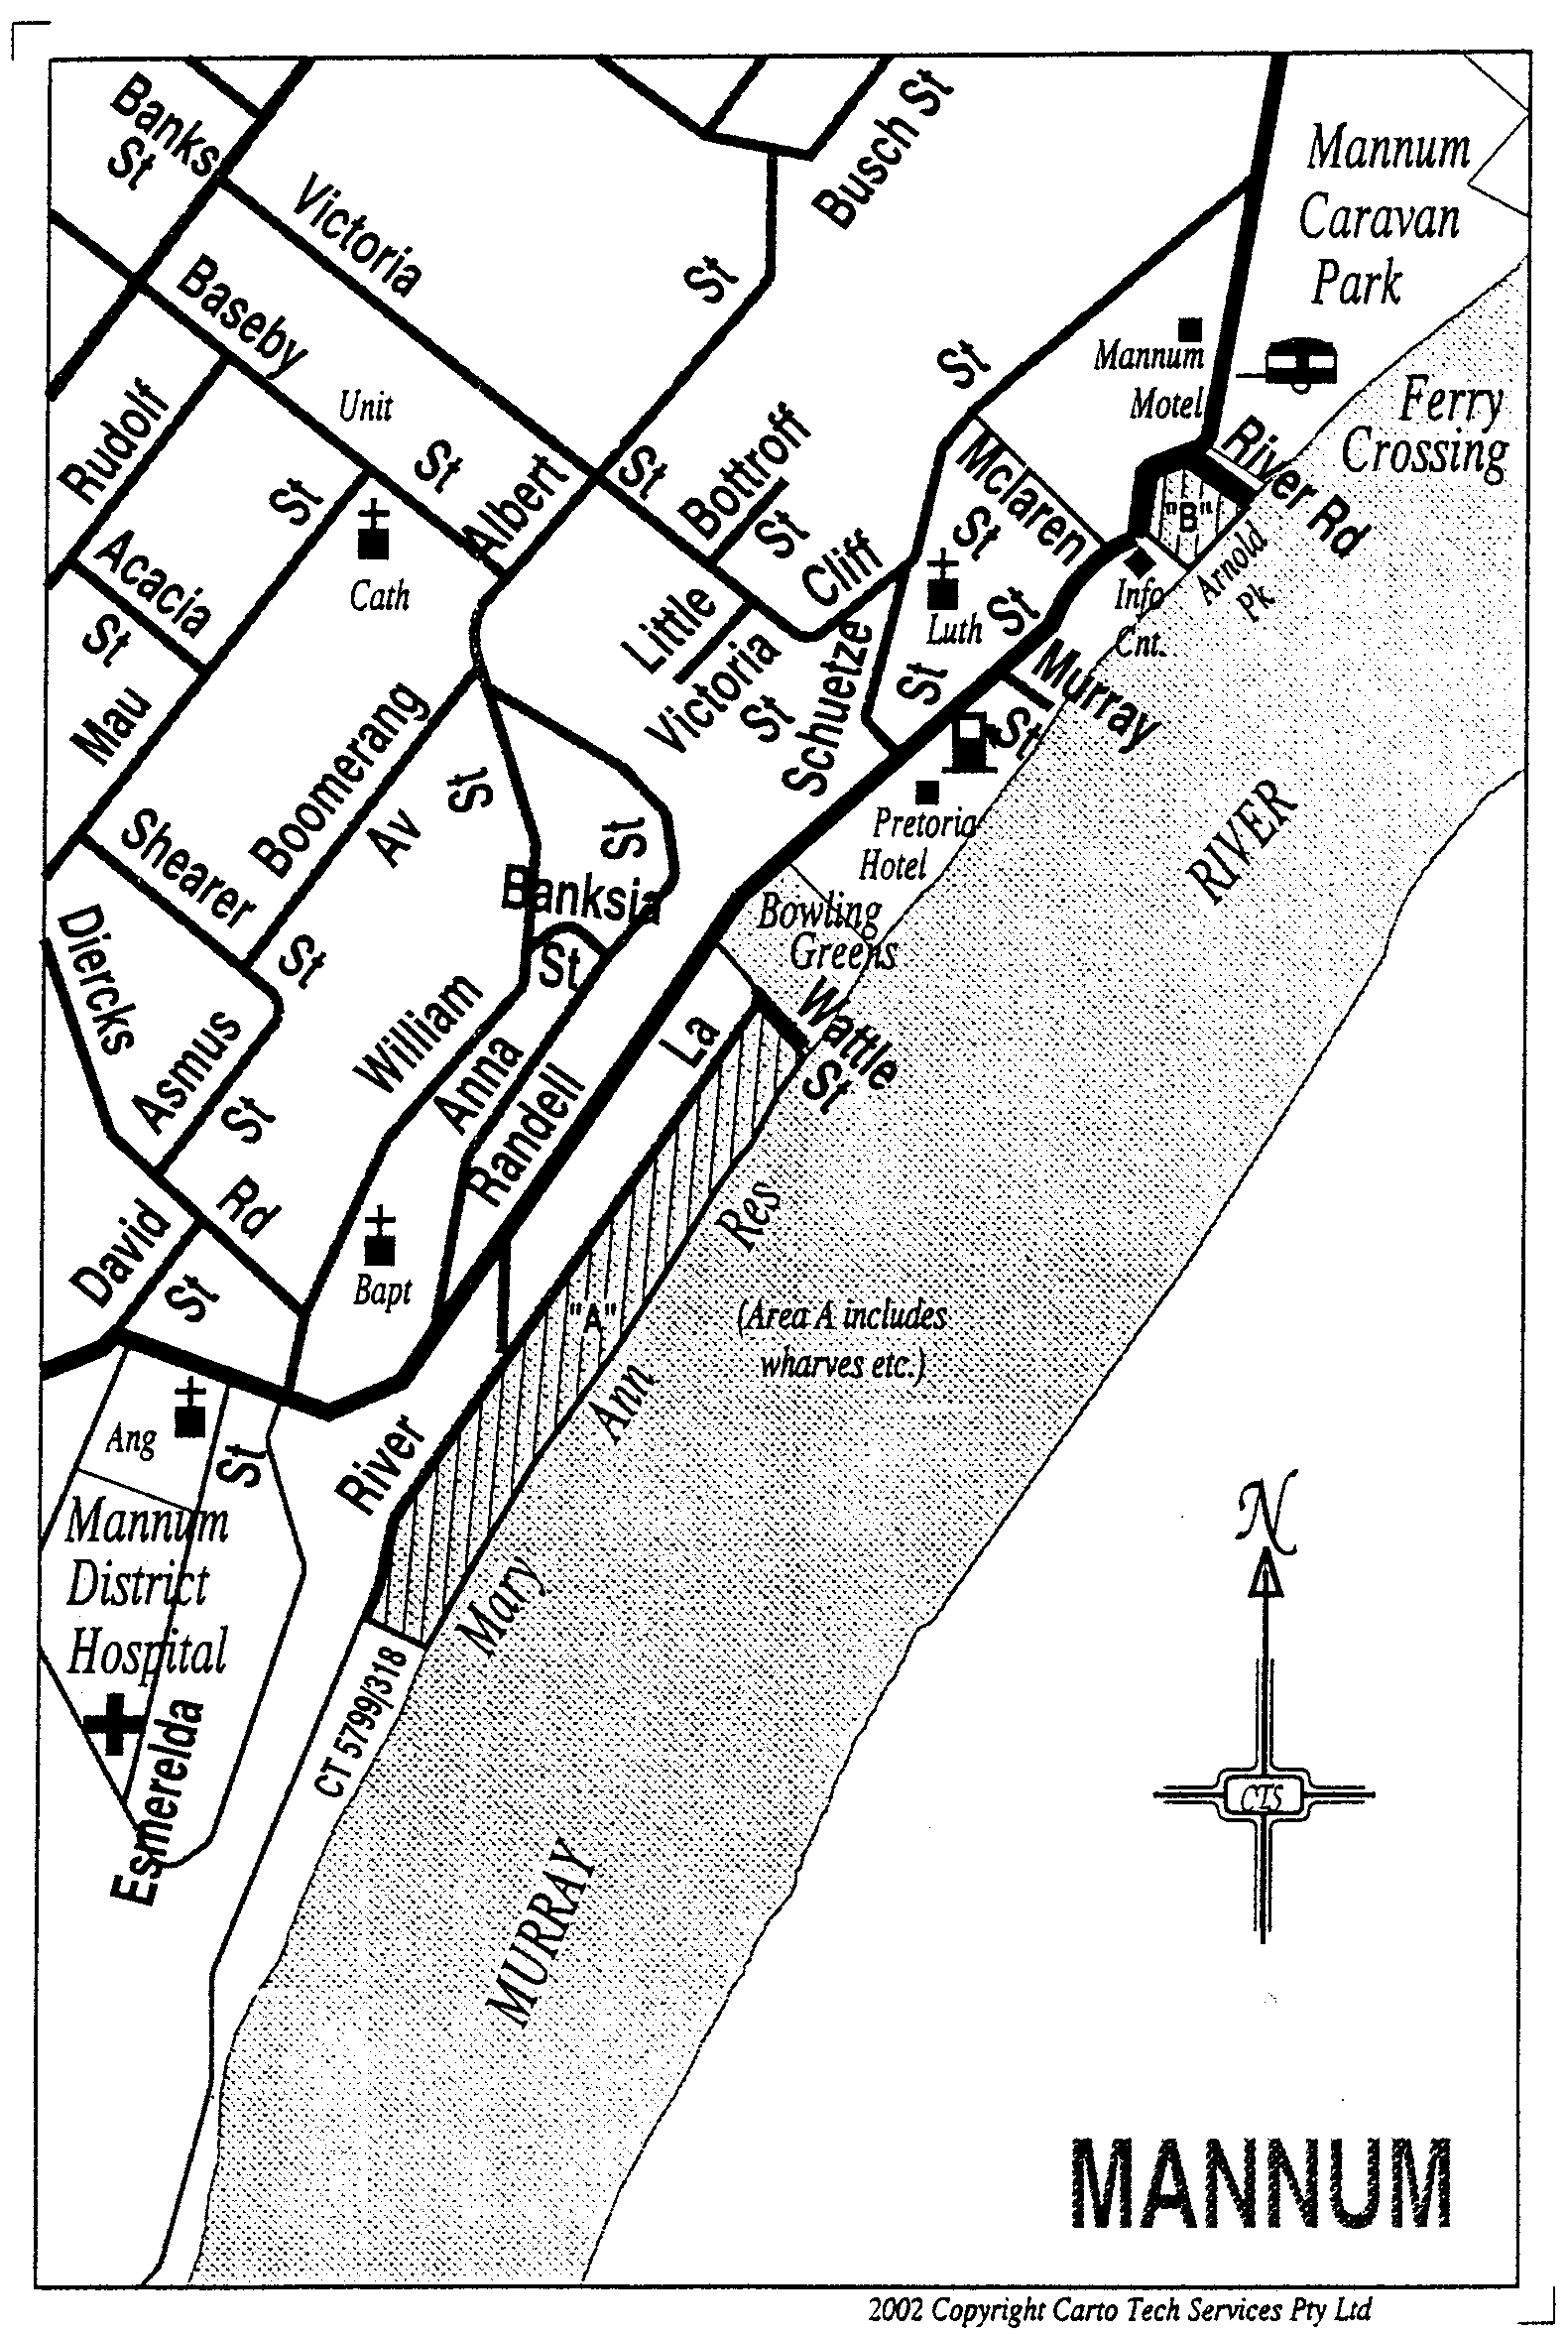 Banks
St
Victoria
St
Busch St
Mannum
Caravan
Park
Baseby
St
Unit
St
Mannum
Motel
Ferry
Crossing
Rudolf
St
Albert
St
Bottroff
St
Mclaren
St
River Rd
"B"
Arnold
Pk
Acacia
St
Cath
Cliff
Little
Victoria
St
Luth
St
Info
Cnt.
Mau
Schuetze
St
Murray
St
Boomerang
Av
St
St
Shearer
St
Banksia
St
Pretoria
Hotel
Bowling
Greens
RIVER
Diercks
Rd
Asmus
St
William
Anna
Randell
La
Wattle
St
David
St
Res
Bapt
"A"
(Area A includes
wharves etc.)
Ann
River
Ang
St
Mannum
District
Hospital
Mary
N
CT 5799/318
Esmerelda
CTS
MURRAY
MANNUM
2002 Copyright Carto Tech Services Pty Ltd